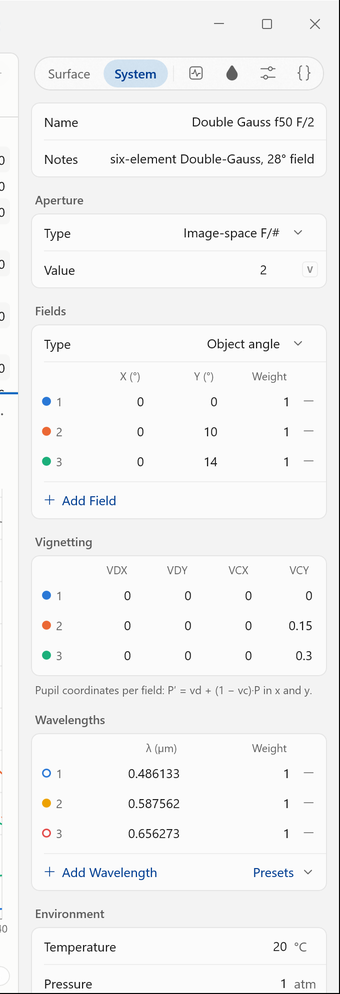 Surface System { }
Name Double Gauss f50 F/2
Notes six-element Double-Gauss, 28° field
Aperture
Type Image-space F/#
Value 2 V
Fields
Type Object angle
X (°) Y (°) Weight
1 0 0 1
2 0 10 1
3 0 14 1
+ Add Field
Vignetting
VDX VDY VCX VCY
1 0 0 0 0
2 0 0 0 0.15
3 0 0 0 0.3
Pupil coordinates per field: P′ = vd + (1 − vc)·P in x and y.
Wavelengths
λ (µm) Weight
1 0.486133 1
2 0.587562 1
3 0.656273 1
+ Add Wavelength Presets
Environment
Temperature 20 °C
Pressure 1 atm